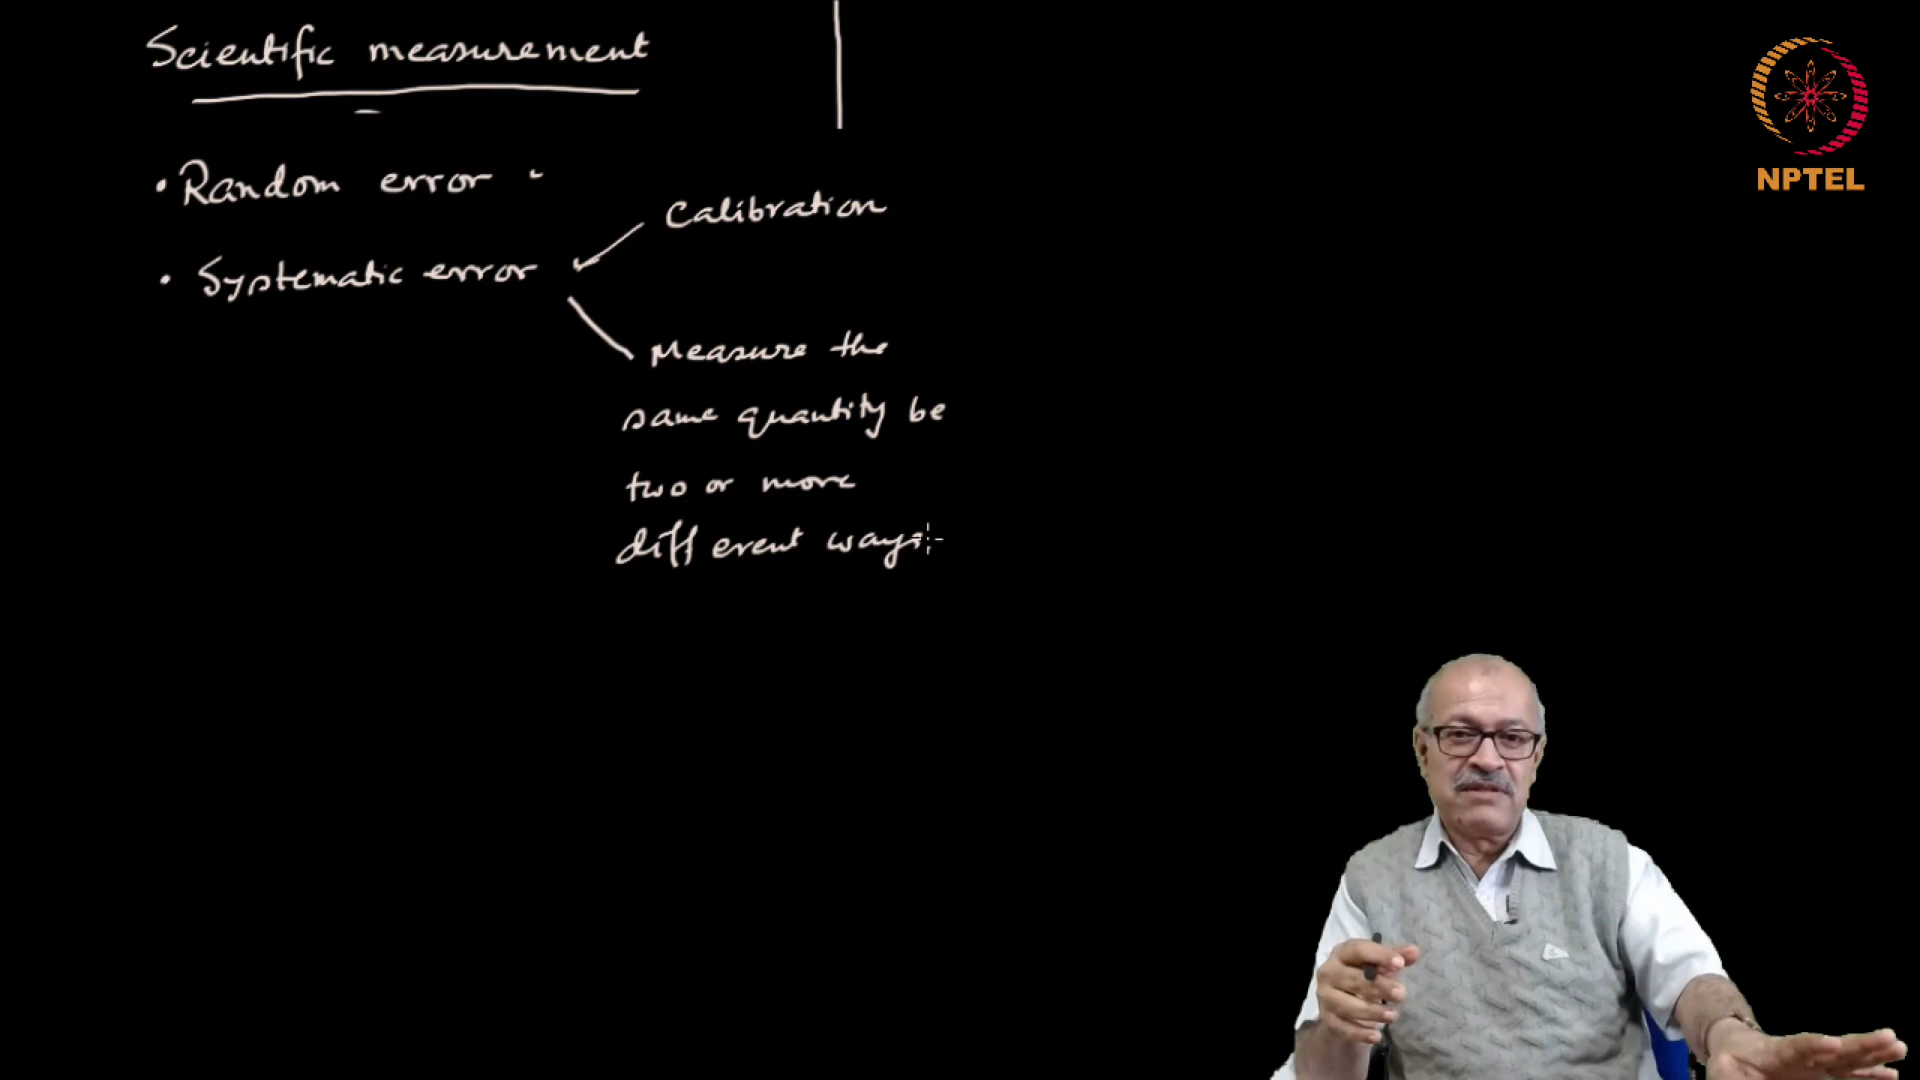 Scientific measurement
• Random error
Calibration
• Systematic error
Measure the
same quantity be
two or more
different ways
NPTEL